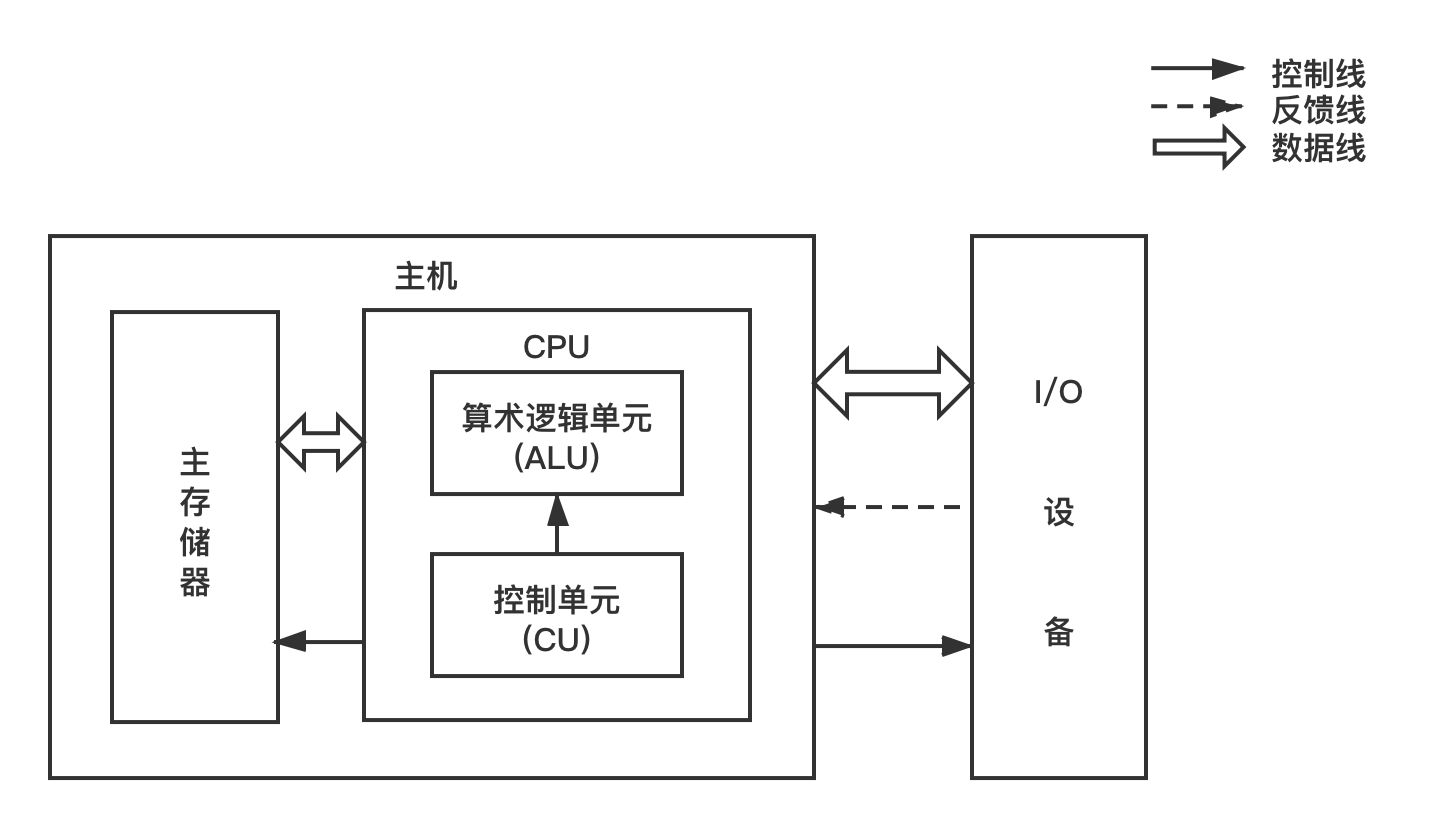 控制线
反馈线
数据线
主机
CPU
算术逻辑单元
(ALU)
控制单元
(CU)
主
存
储
器
I/O
设
备